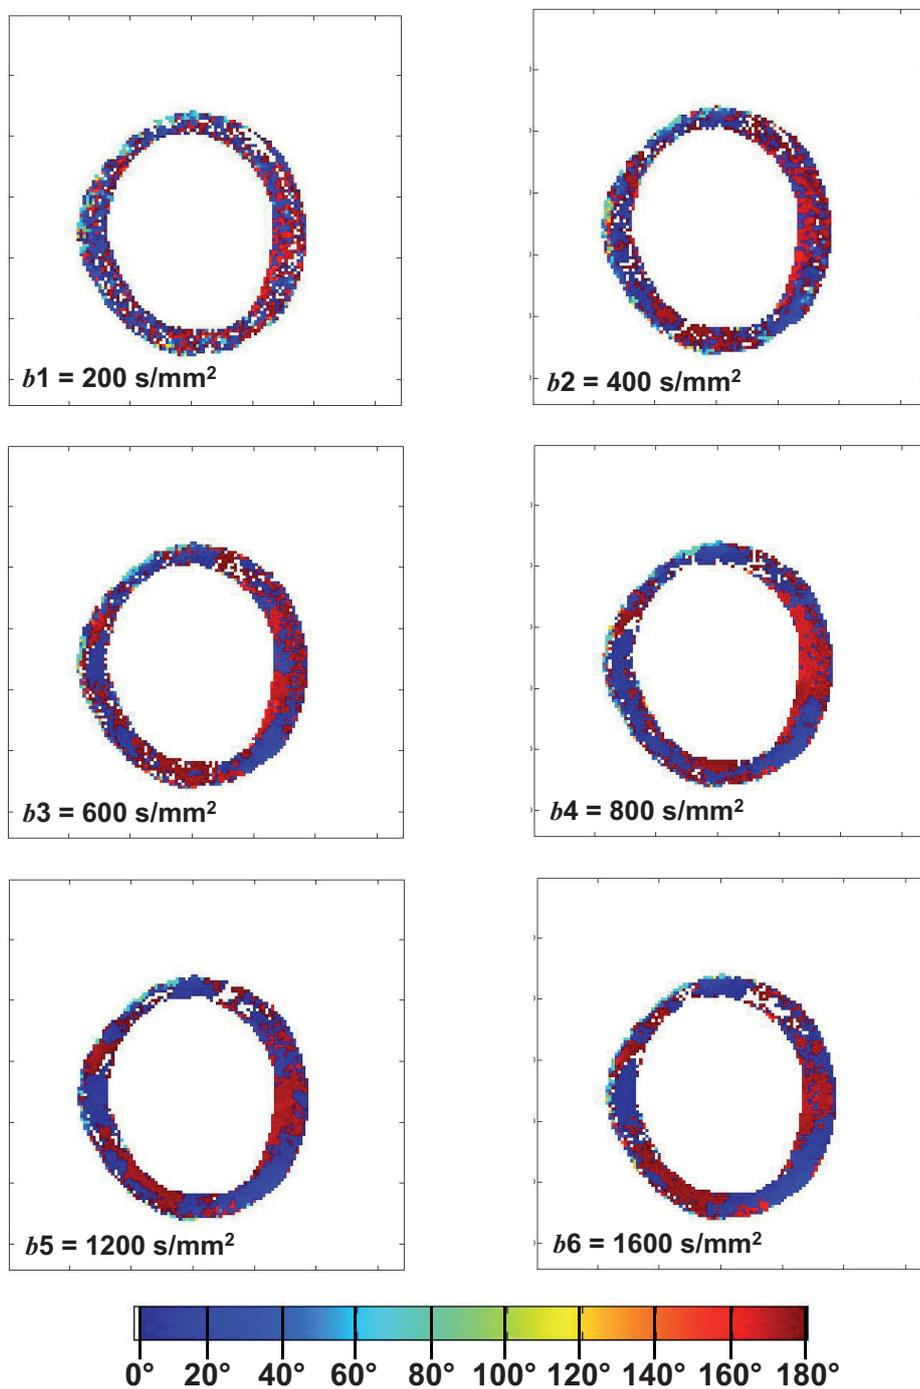 b1 = 200 s/mm²
b2 = 400 s/mm²
b3 = 600 s/mm²
b4 = 800 s/mm²
b5 = 1200 s/mm²
b6 = 1600 s/mm²
0° 20° 40° 60° 80° 100° 120° 140° 160° 180°